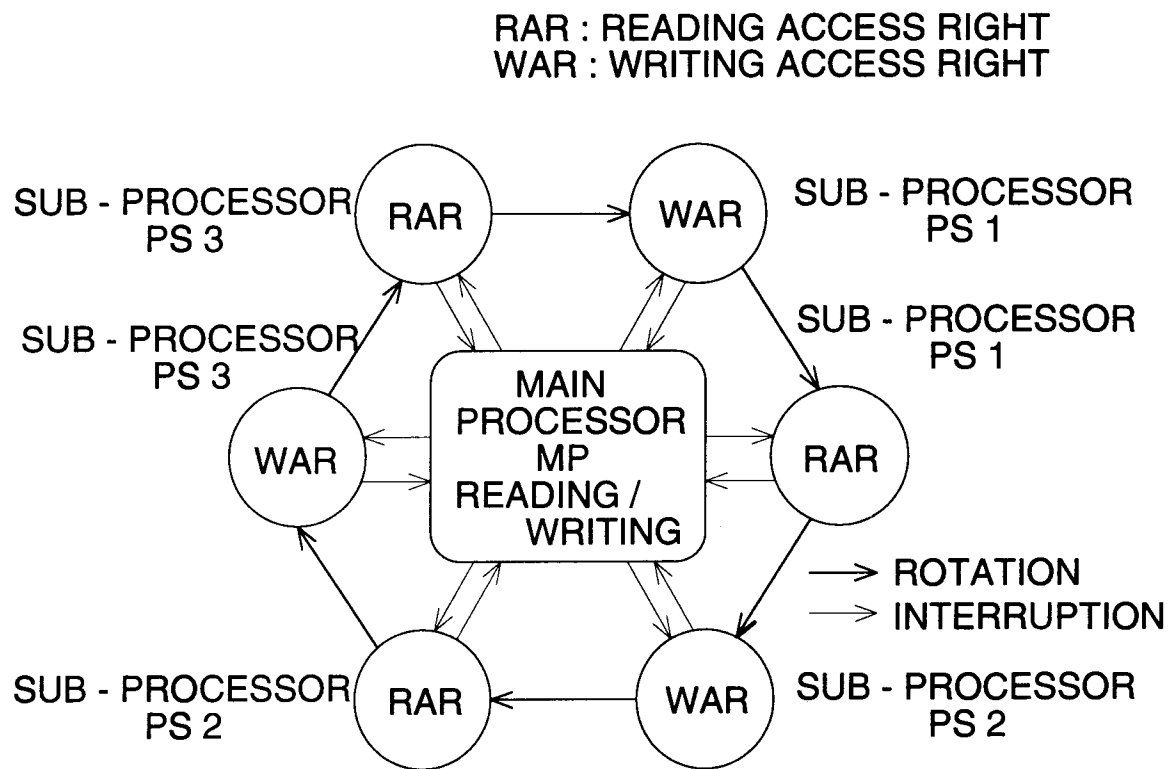 RAR : READING ACCESS RIGHT
WAR : WRITING ACCESS RIGHT
SUB - PROCESSOR
PS 3
RAR
WAR
SUB - PROCESSOR
PS 1
SUB - PROCESSOR
PS 3
SUB - PROCESSOR
PS 1
WAR
MAIN
PROCESSOR
MP
READING /
WRITING
RAR
ROTATION
INTERRUPTION
SUB - PROCESSOR
PS 2
RAR
WAR
SUB - PROCESSOR
PS 2